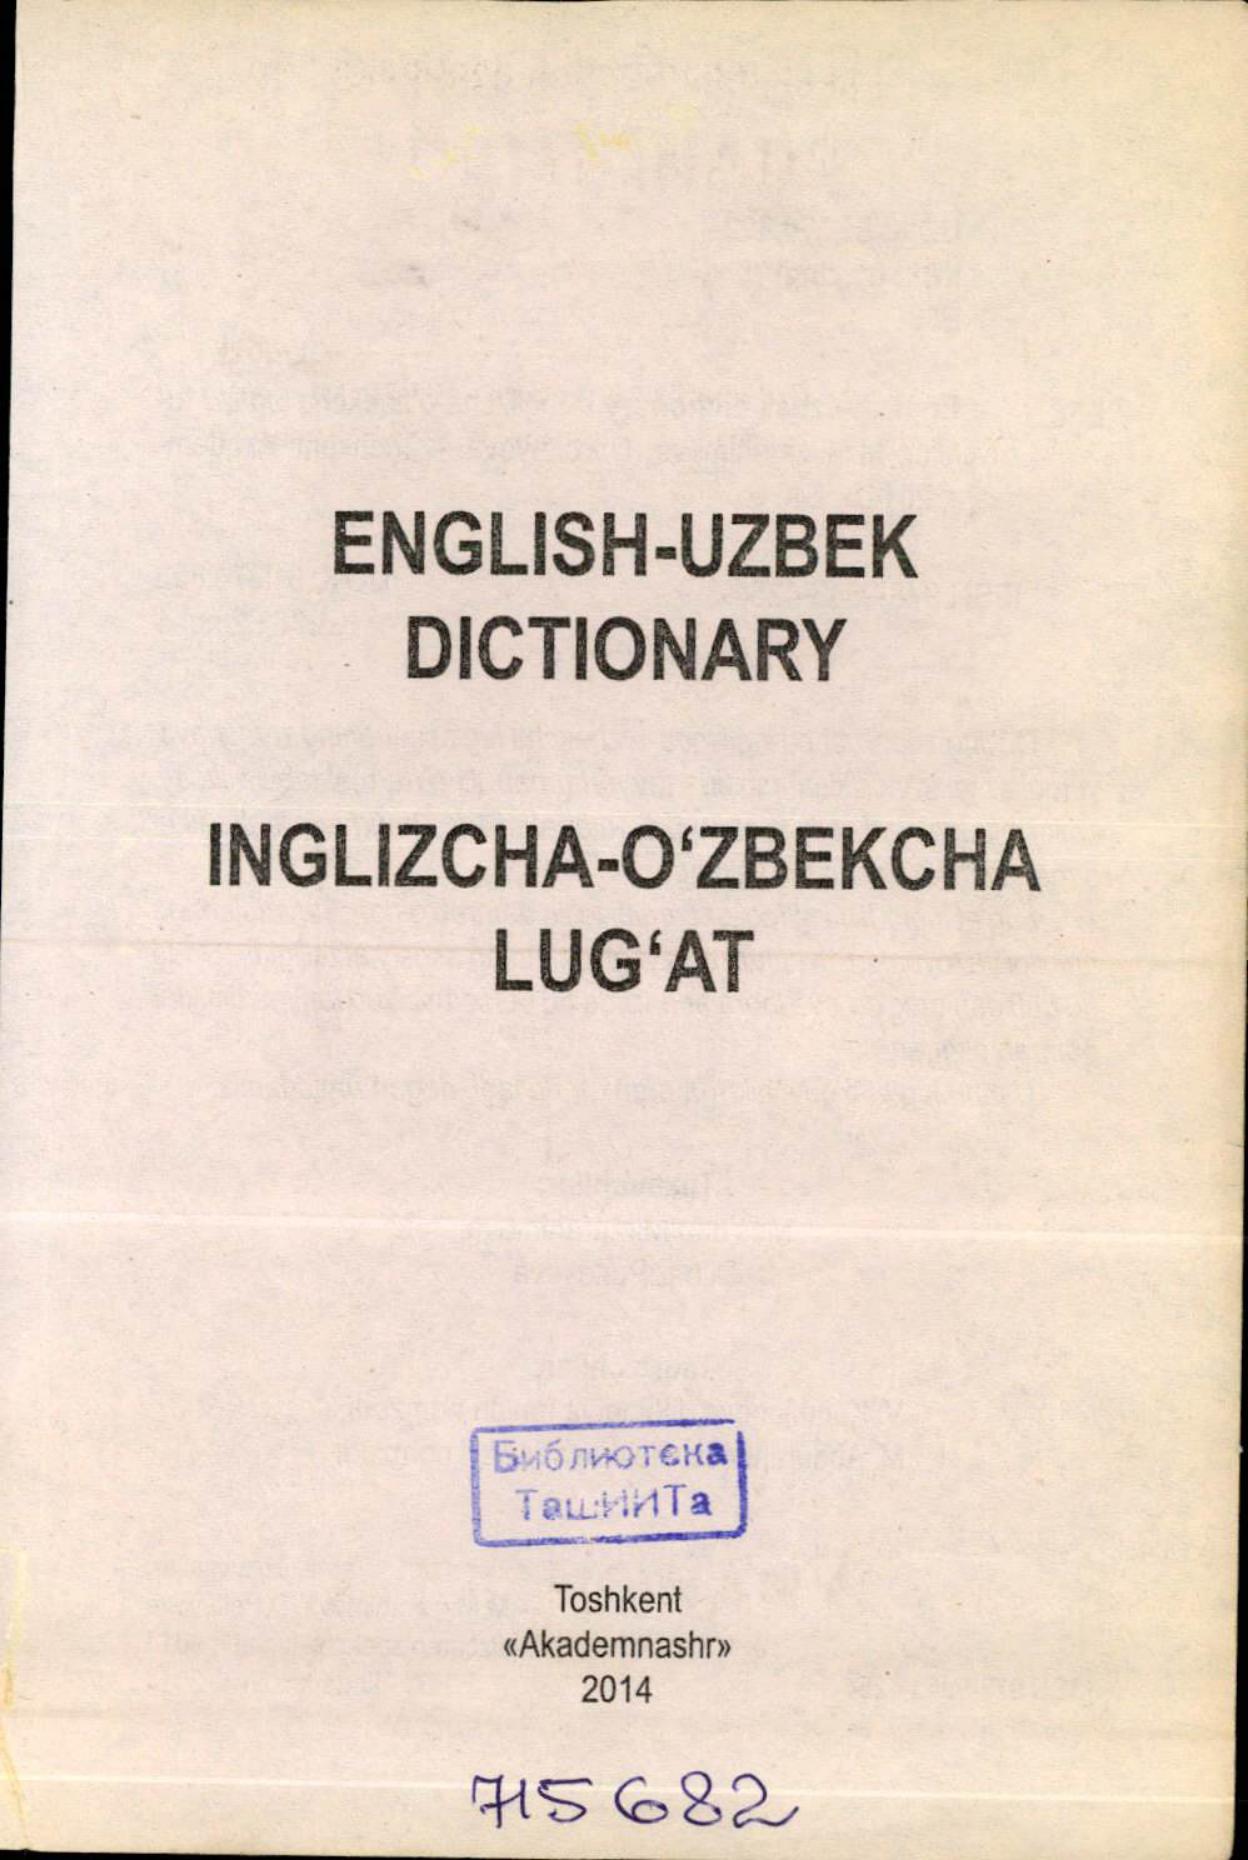 ENGLISH-UZBEK
DICTIONARY
INGLIZCHA-O‘ZBEKCHA
LUG‘AT
Библиотека
ТашИИТа
Toshkent
«Akademnashr»
2014
715682